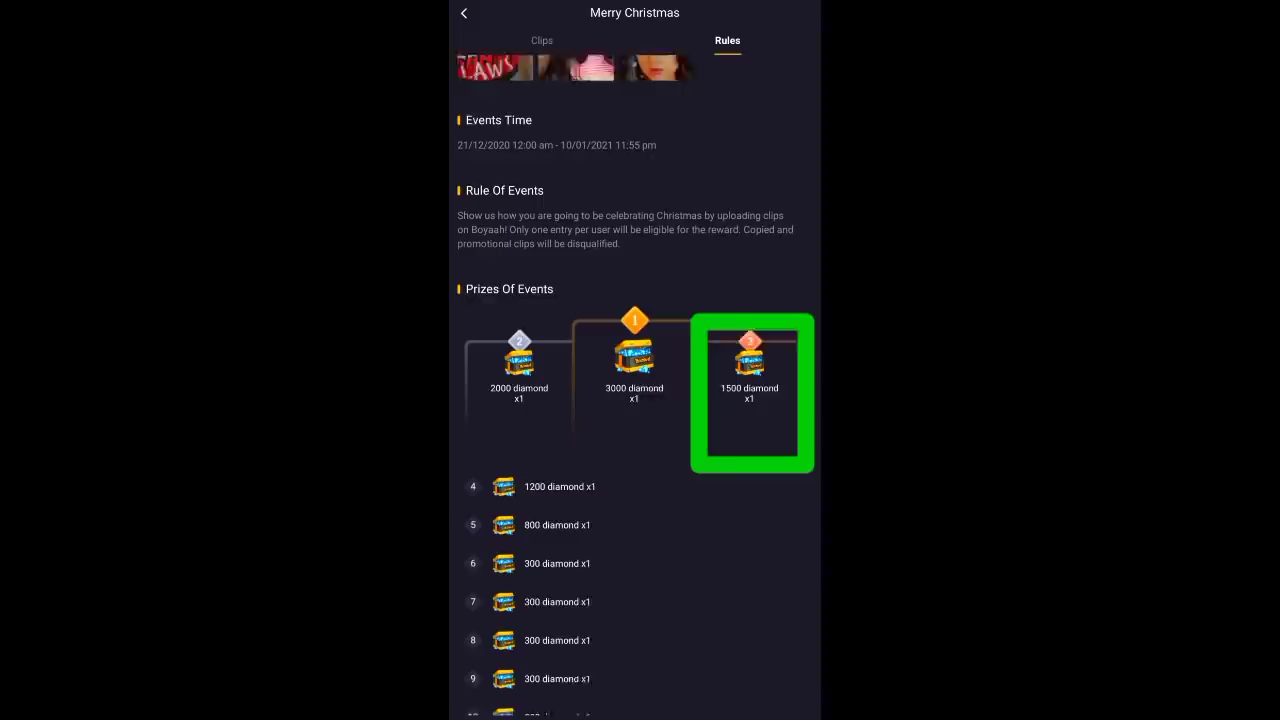 Merry Christmas
Clips
Rules
LAWS
Events Time
21/12/2020 12:00 am - 10/01/2021 11:55 pm
Rule Of Events
Show us how you are going to be celebrating Christmas by uploading clips
on Boyaah! Only one entry per user will be eligible for the reward. Copied and
promotional clips will be disqualified.
Prizes Of Events
2
2000 diamond
x1
1
3000 diamond
x1
3
1500 diamond
x1
4 1200 diamond x1
5 800 diamond x1
6 300 diamond x1
7 300 diamond x1
8 300 diamond x1
9 300 diamond x1